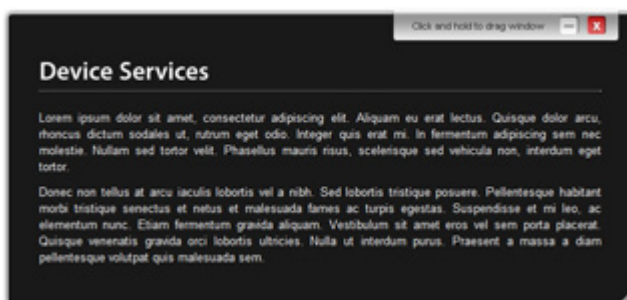 Click and hold to drag window
Device Services
Lorem ipsum dolor sit amet, consectetur adipiscing elit. Aliquam eu erat lectus. Quisque dolor arcu,
rhoncus dictum sodales ut, rutrum eget odio. Integer quis erat mi. In fermentum adipiscing sem nec
molestie. Nullam sed tortor velit. Phasellus mauris risus, scelerisque sed vehicula non, interdum eget
tortor.
Donec non tellus at arcu iaculis lobortis vel a nibh. Sed lobortis tristique posuere. Pellentesque habitant
morbi tristique senectus et netus et malesuada fames ac turpis egestas. Suspendisse et mi leo, ac
elementum nunc. Etiam fermentum gravida aliquam. Vestibulum sit amet eros vel sem porta placerat.
Quisque venenatis gravida orci lobortis ultricies. Nulla ut interdum purus. Praesent a massa a diam
pellentesque volutpat quis malesuada sem.